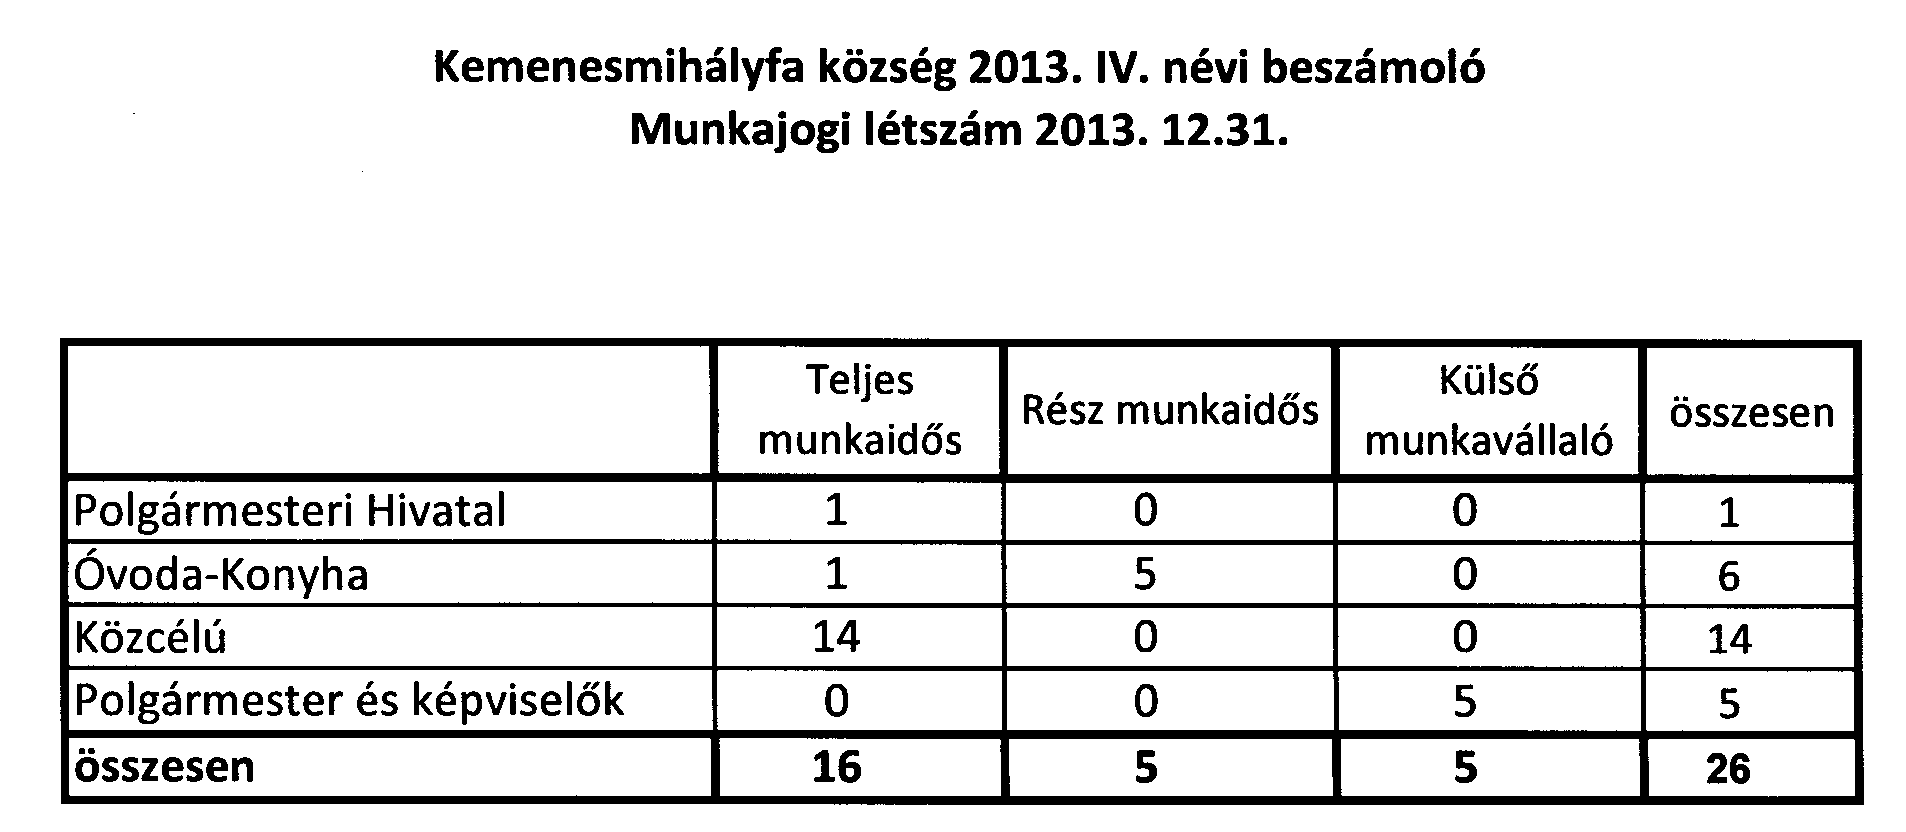 Kemenesmihályfa község 2013. IV. névi beszámoló
Munkajogi létszám 2013. 12.31.
Teljes munkaidős Rész munkaidős Külső munkavállaló összesen
Polgármesteri Hivatal 1 0 0 1
Óvoda-Konyha 1 5 0 6
Közcélú 14 0 0 14
Polgármester és képviselők 0 0 5 5
összesen 16 5 5 26